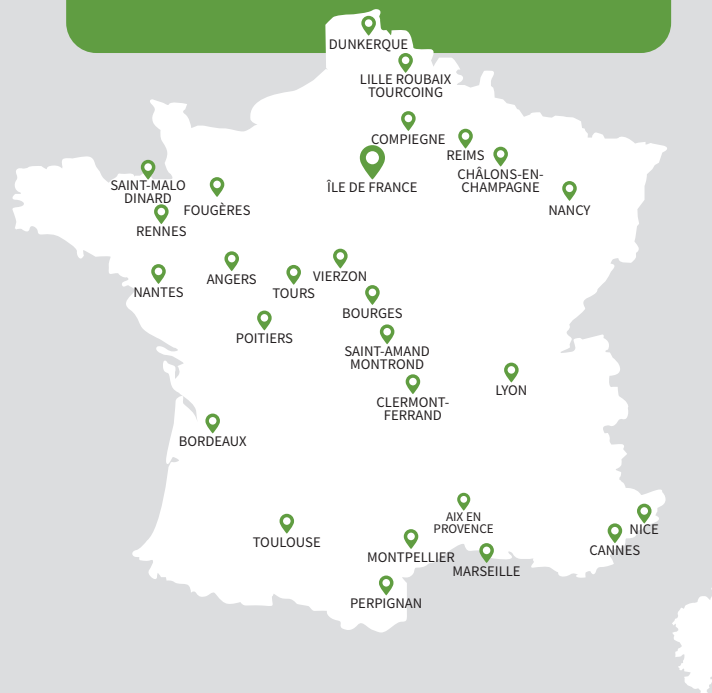 DUNKERQUE
LILLE ROUBAIX
TOURCOING
COMPIEGNE
REIMS
CHÂLONS-EN-
CHAMPAGNE
ÎLE DE FRANCE
SAINT-MALO
DINARD
FOUGÈRES
NANCY
RENNES
ANGERS
VIERZON
NANTES
TOURS
BOURGES
POITIERS
SAINT-AMAND
MONTROND
LYON
CLERMONT-
FERRAND
BORDEAUX
AIX EN
PROVENCE
NICE
TOULOUSE
CANNES
MONTPELLIER
MARSEILLE
PERPIGNAN